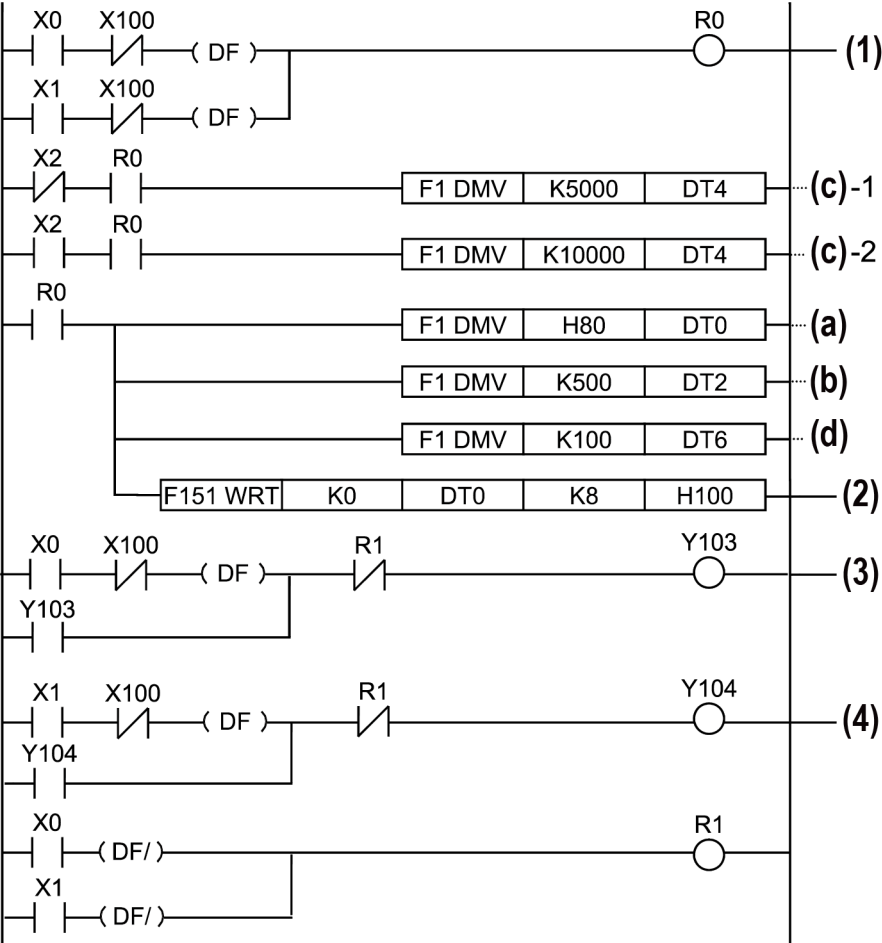 X0 X100 R0
( DF ) (1)
X1 X100
( DF )
X2 R0
F1 DMV K5000 DT4 (c)-1
X2 R0
F1 DMV K10000 DT4 (c)-2
R0
F1 DMV H80 DT0 (a)
F1 DMV K500 DT2 (b)
F1 DMV K100 DT6 (d)
F151 WRT K0 DT0 K8 H100 (2)
X0 X100 R1 Y103
( DF ) (3)
Y103
X1 X100 R1 Y104
( DF ) (4)
Y104
X0 R1
( DF/ )
X1
( DF/ )